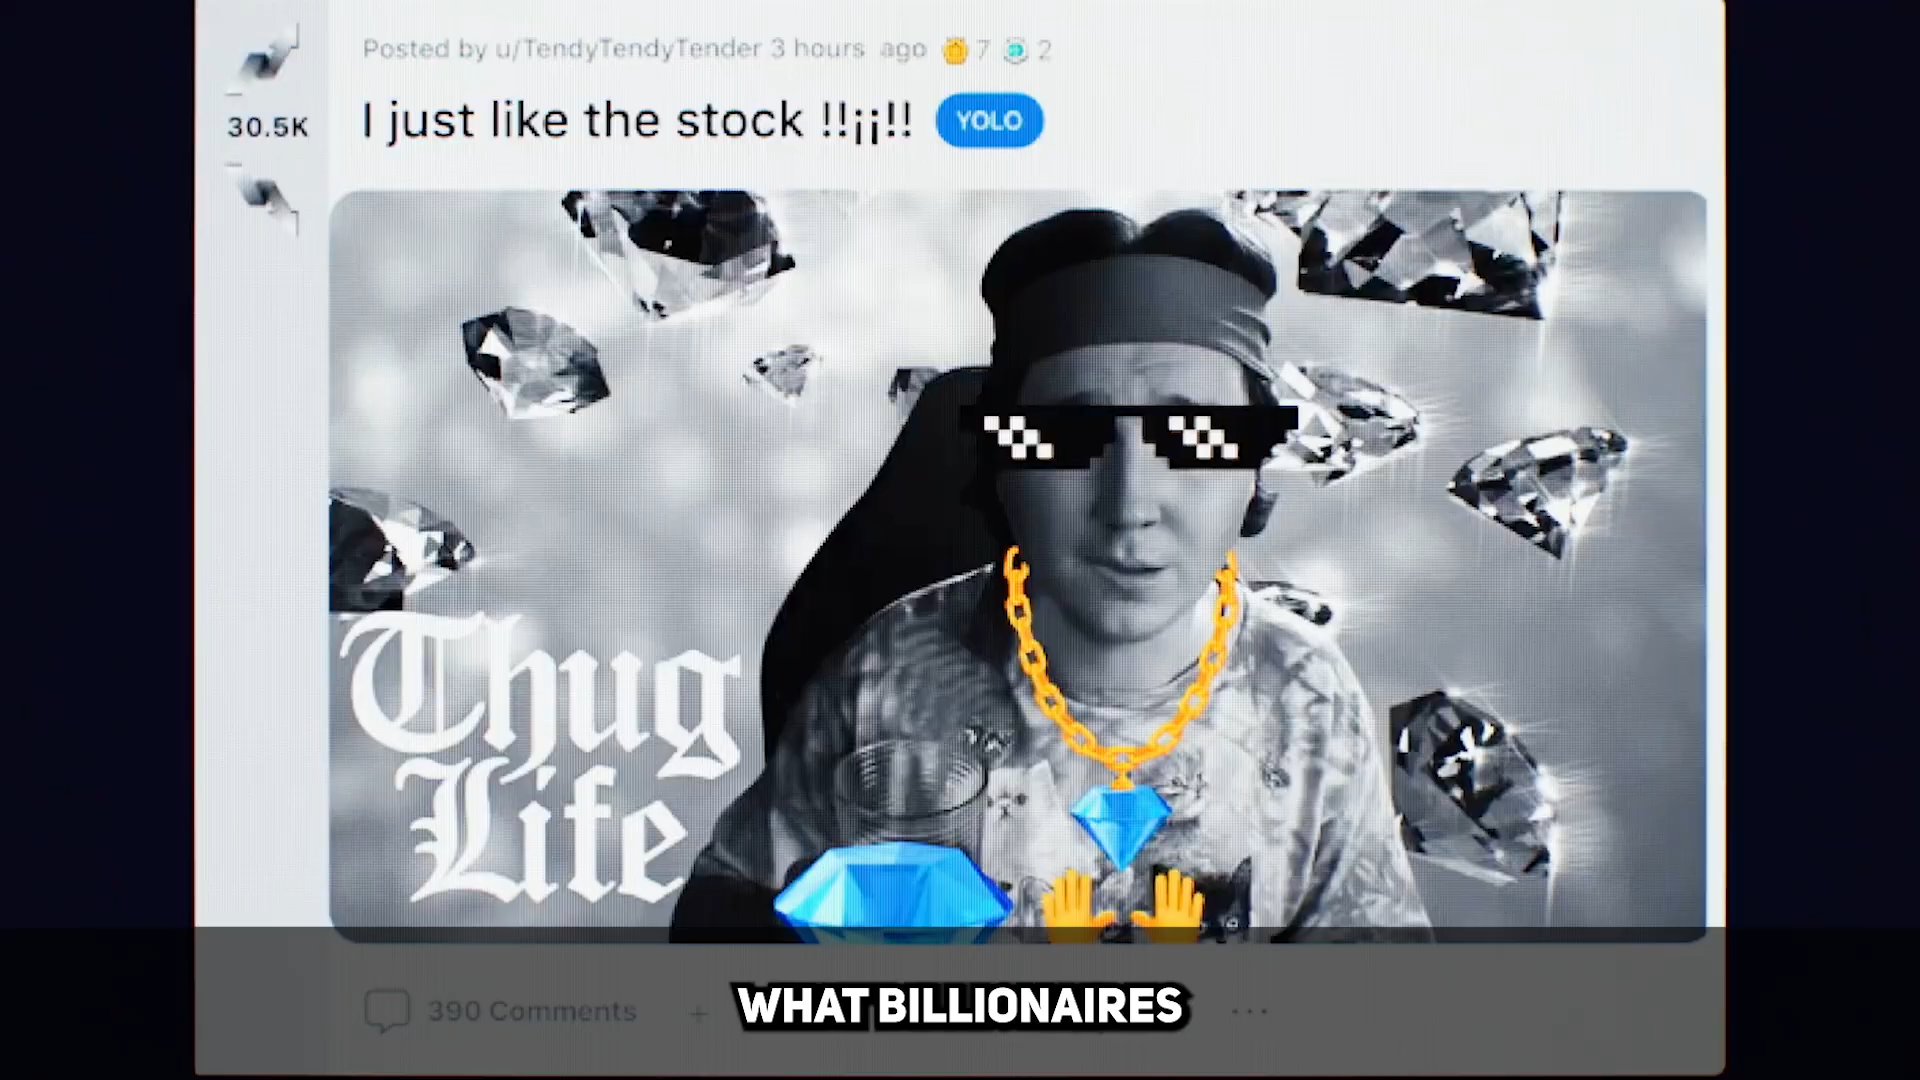 Posted by u/TendyTendyTender 3 hours ago 7 2
30.5K
I just like the stock !!¡¡!! YOLO
Thug
Life
390 Comments + ...
WHAT BILLIONAIRES